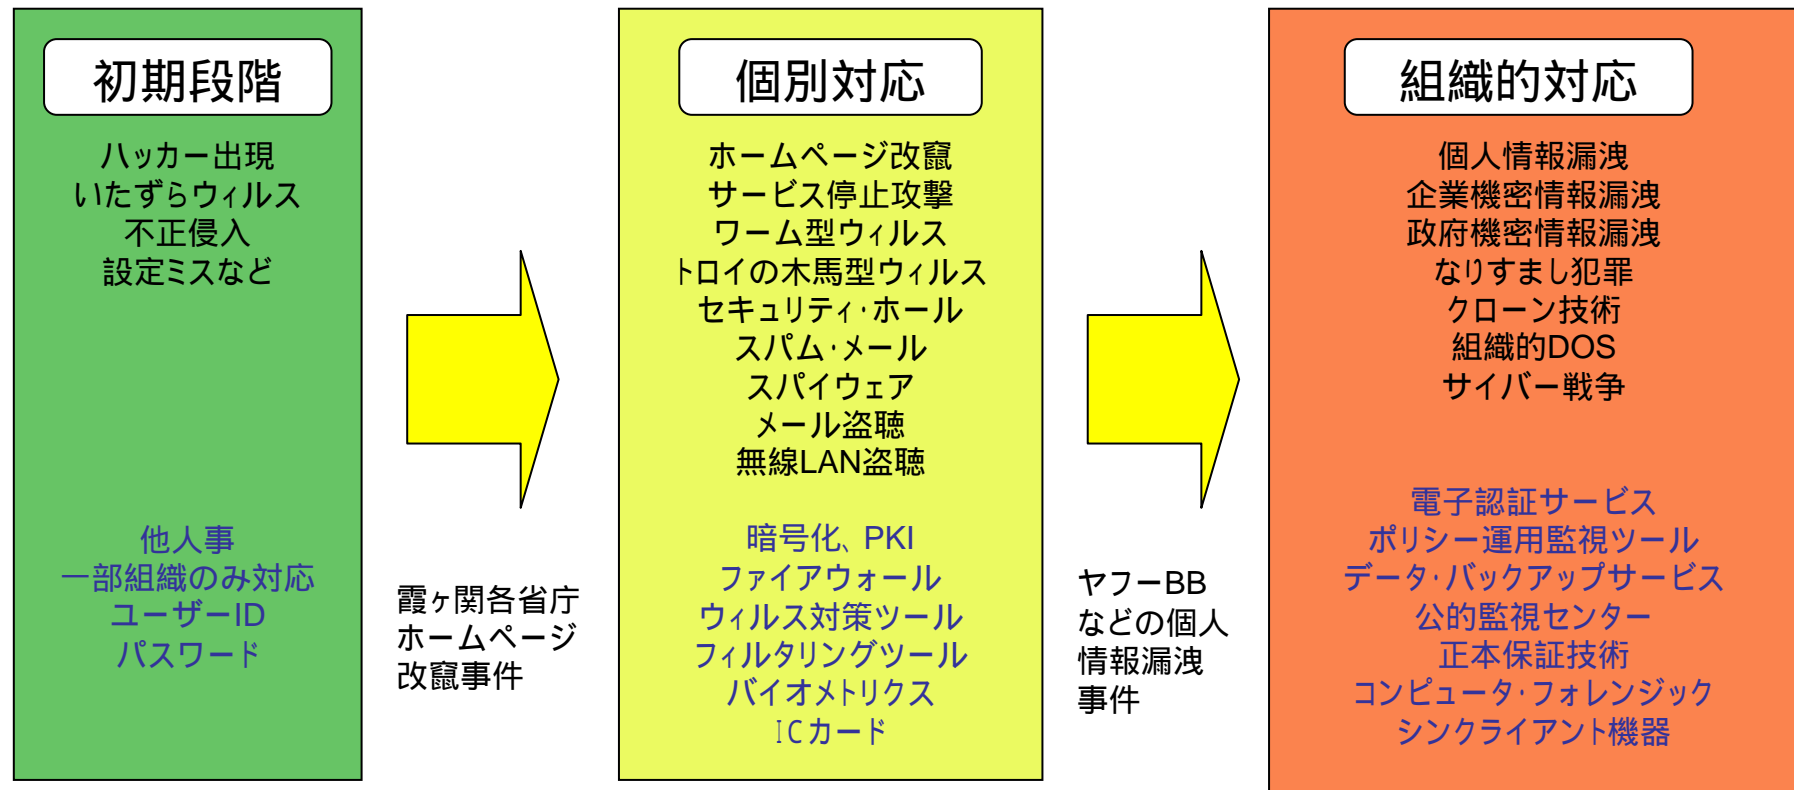 初期段階
ハッカー出現
いたずらウィルス
不正侵入
設定ミスなど
他人事
一部組織のみ対応
ユーザーID
パスワード
霞ヶ関各省庁
ホームページ
改竄事件
個別対応
ホームページ改竄
サービス停止攻撃
ワーム型ウィルス
トロイの木馬型ウィルス
セキュリティ・ホール
スパム・メール
スパイウェア
メール盗聴
無線LAN盗聴
暗号化、PKI
ファイアウォール
ウィルス対策ツール
フィルタリングツール
バイオメトリクス
ICカード
ヤフーBB
などの個人
情報漏洩
事件
組織的対応
個人情報漏洩
企業機密情報漏洩
政府機密情報漏洩
なりすまし犯罪
クローン技術
組織的DOS
サイバー戦争
電子認証サービス
ポリシー運用監視ツール
データ・バックアップサービス
公的監視センター
正本保証技術
コンピュータ・フォレンジック
シンクライアント機器